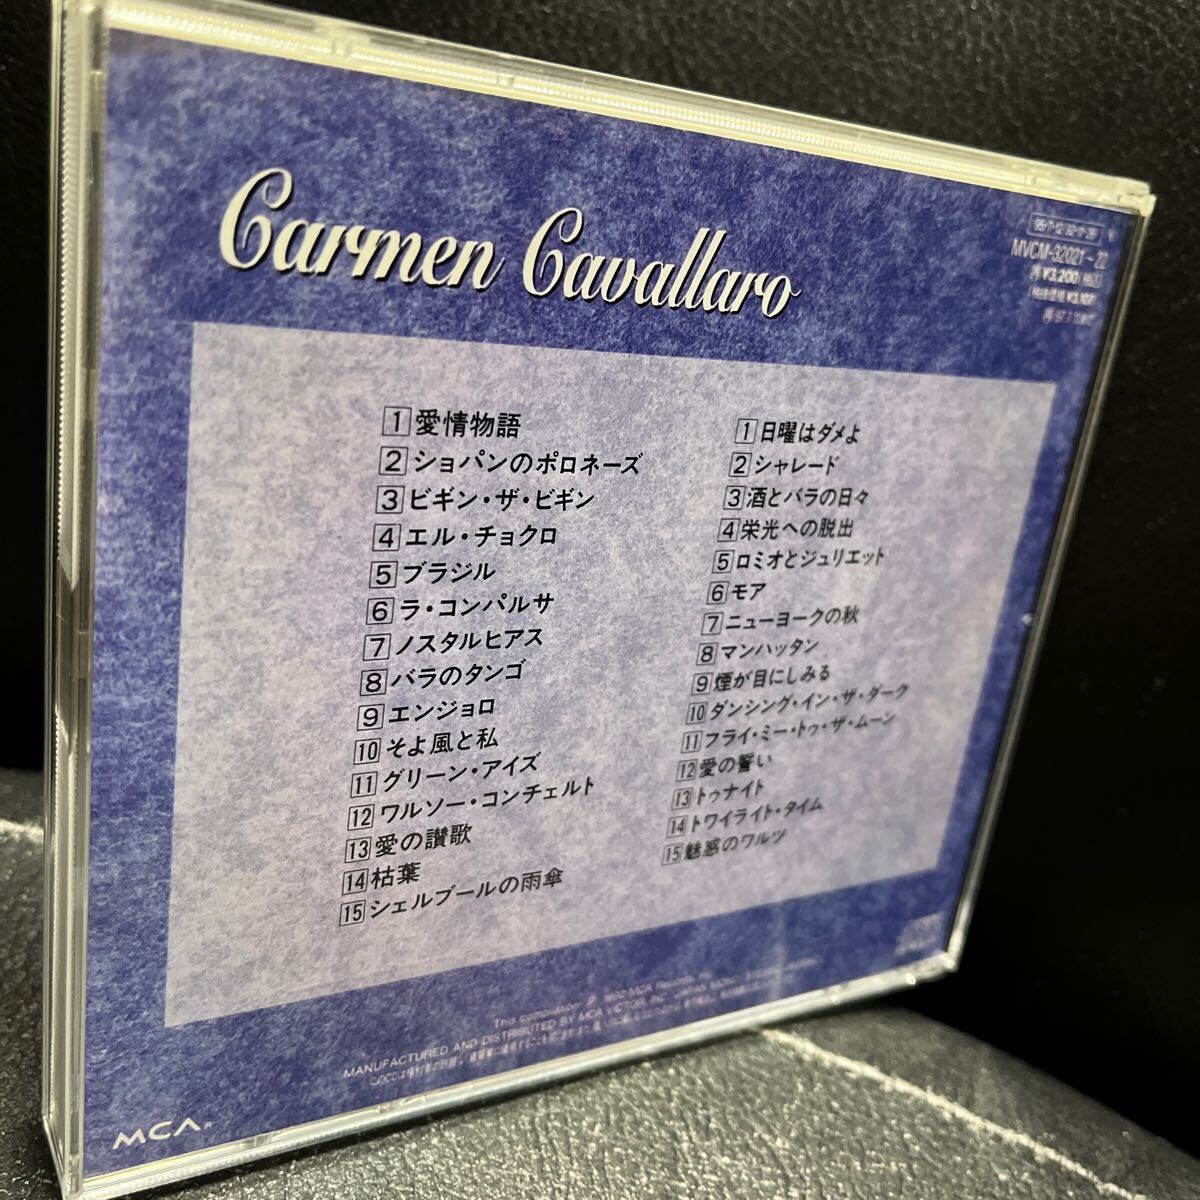 Carmen Cavallaro
MVCM-32021~22
¥3,200
1 愛情物語
2 ショパンのポロネーズ
3 ビギン・ザ・ビギン
4 エル・チョクロ
5 ブラジル
6 ラ・コンパルサ
7 ノスタルヒアス
8 バラのタンゴ
9 エンジョロ
10 そよ風と私
11 グリーン・アイズ
12 ワルソー・コンチェルト
13 愛の讃歌
14 枯葉
15 シェルブールの雨傘
1 日曜はダメよ
2 シャレード
3 酒とバラの日々
4 栄光への脱出
5 ロミオとジュリエット
6 モア
7 ニューヨークの秋
8 マンハッタン
9 煙が目にしみる
10 ダンシング・イン・ザ・ダーク
11 フライ・ミー・トゥ・ザ・ムーン
12 愛の誓い
13 トゥナイト
14 トワイライト・タイム
15 魅惑のワルツ
This compilation MCA Records
MANUFACTURED AND DISTRIBUTED BY MCA VICTOR, INC.
MCA